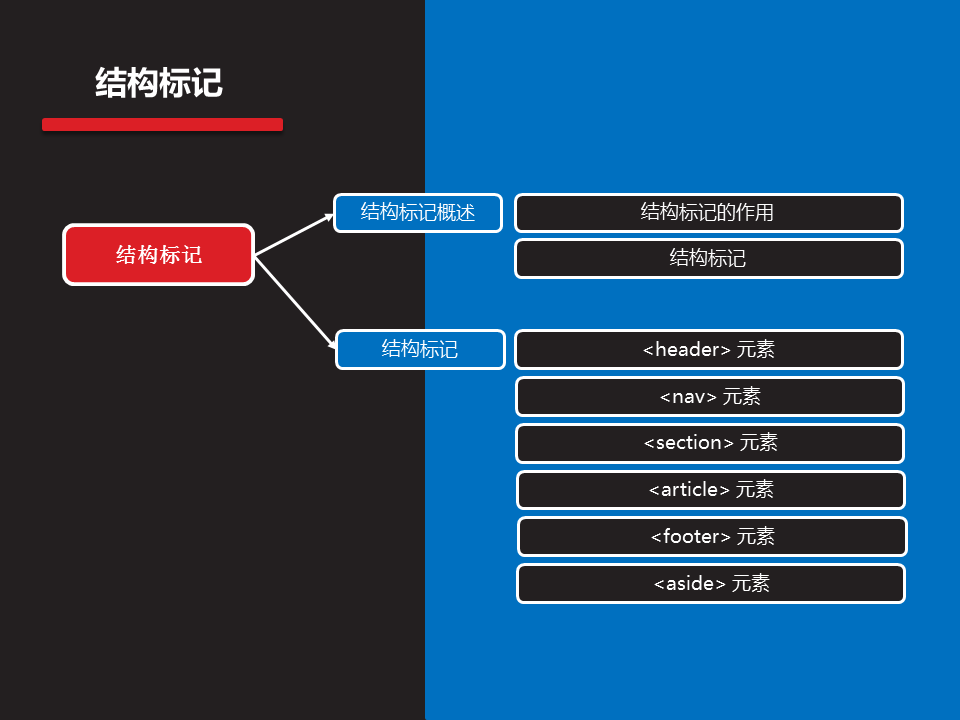 结构标记
结构标记
结构标记概述
结构标记的作用
结构标记
结构标记
<header> 元素
<nav> 元素
<section> 元素
<article> 元素
<footer> 元素
<aside> 元素